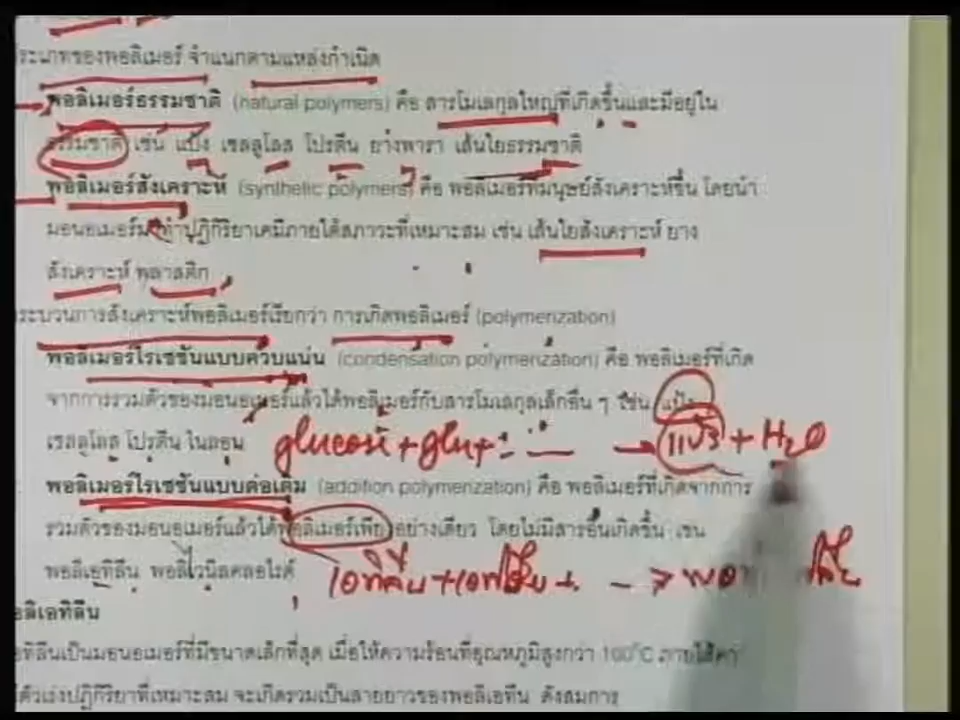 ระเภทของพอลิเมอร์ จำแนกตามแหล่งกำเนิด
พอลิเมอร์ธรรมชาติ (natural polymers) คือ สารโมเลกุลใหญ่ที่เกิดขึ้นและมีอยู่ใน
ธรรมชาติ เช่น แป้ง เซลลูโลส โปรตีน ยางพารา เส้นใยธรรมชาติ
พอลิเมอร์สังเคราะห์ (synthetic polymers) คือ พอลิเมอร์ที่มนุษย์สังเคราะห์ขึ้น โดยนำ
มอนอเมอร์มาทำปฏิกิริยาเคมีภายใต้สภาวะที่เหมาะสม เช่น เส้นใยสังเคราะห์ ยาง
สังเคราะห์ พลาสติก
ระบวนการสังเคราะห์พอลิเมอร์เรียกว่า การเกิดพอลิเมอร์ (polymerization)
พอลิเมอร์ไรเซชันแบบควบแน่น (condensation polymerization) คือ พอลิเมอร์ที่เกิด
จากการรวมตัวของมอนอเมอร์แล้วได้พอลิเมอร์กับสารโมเลกุลเล็กอื่น ๆ เช่น แป้ง
เซลลูโลส โปรตีน ไนลอน glucose + glu + → แป้ง + H2O
พอลิเมอร์ไรเซชันแบบต่อเติม (addition polymerization) คือ พอลิเมอร์ที่เกิดจากการ
รวมตัวของมอนอเมอร์แล้วได้พอลิเมอร์เพียงอย่างเดียว โดยไม่มีสารอื่นเกิดขึ้น เช่น
พอลิเอทิลีน พอลิไวนิลคลอไรด์ เอทิลีน + เอทิลีน +
อลิเอทิลีน
อทิลีนเป็นมอนอเมอร์ที่มีขนาดเล็กที่สุด เมื่อให้ความร้อนที่อุณหภูมิสูงกว่า 100°C ภายใต้คว
ตัวเร่งปฏิกิริยาที่เหมาะสม จะเกิดรวมเป็นสายยาวของพอลิเอทีน ดังสมการ